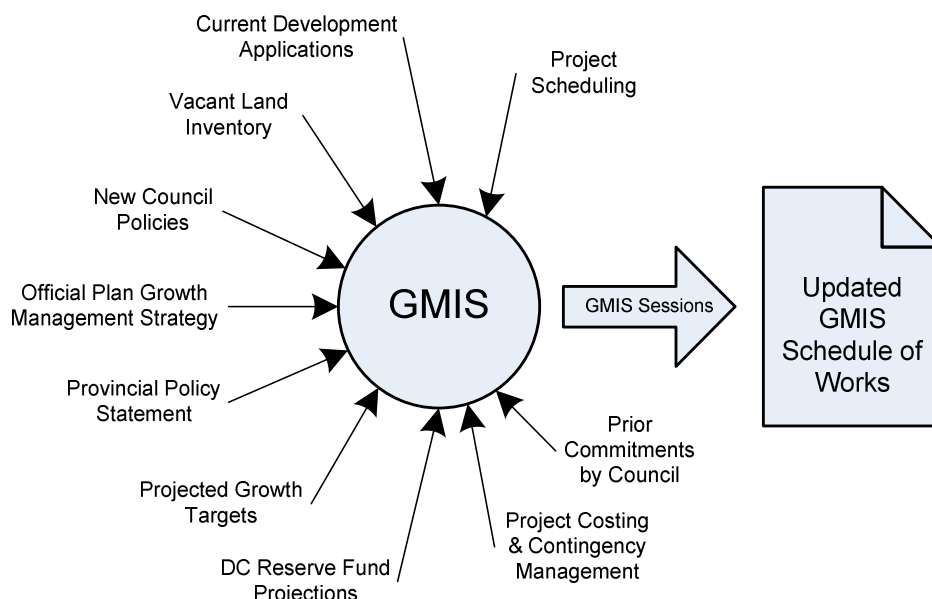 Current Development
Applications
Project
Scheduling
Vacant Land
Inventory
New Council
Policies
Official Plan Growth
Management Strategy
Provincial Policy
Statement
Projected Growth
Targets
DC Reserve Fund
Projections
Project Costing
& Contingency
Management
Prior
Commitments
by Council
GMIS
GMIS Sessions
Updated
GMIS
Schedule of
Works